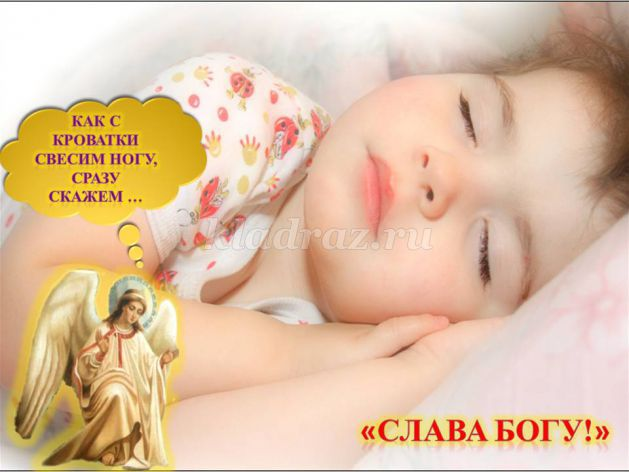 КАК С
КРОВАТКИ
СВЕСИМ НОГУ,
СРАЗУ
СКАЖЕМ ...
kladraz.ru
«СЛАВА БОГУ!»